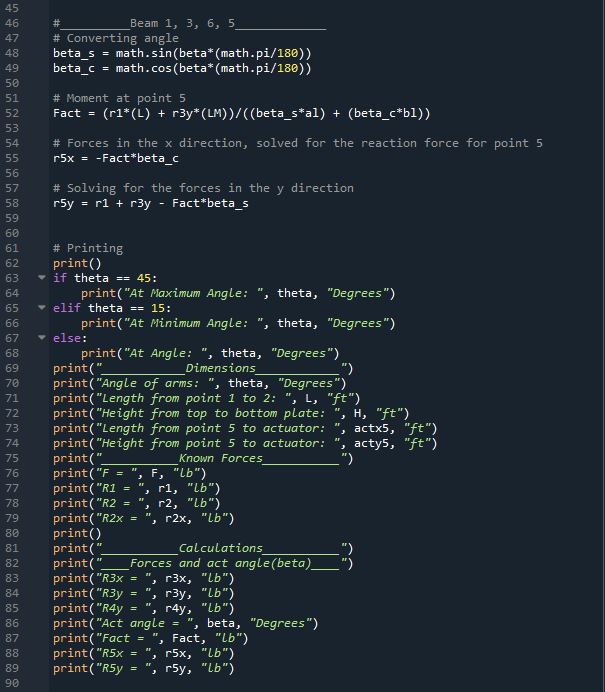 45
46 #__________Beam 1, 3, 6, 5_____________
47 # Converting angle
48 beta_s = math.sin(beta*(math.pi/180))
49 beta_c = math.cos(beta*(math.pi/180))
50
51 # Moment at point 5
52 Fact = (r1*(L) + r3y*(LM))/((beta_s*al) + (beta_c*bl))
53
54 # Forces in the x direction, solved for the reaction force for point 5
55 r5x = -Fact*beta_c
56
57 # Solving for the forces in the y direction
58 r5y = r1 + r3y - Fact*beta_s
59
60
61 # Printing
62 print()
63 if theta == 45:
64     print("At Maximum Angle: ", theta, "Degrees")
65 elif theta == 15:
66     print("At Minimum Angle: ", theta, "Degrees")
67 else:
68     print("At Angle: ", theta, "Degrees")
69 print("____________Dimensions____________")
70 print("Angle of arms: ", theta, "Degrees")
71 print("Length from point 1 to 2: ", L, "ft")
72 print("Height from top to bottom plate: ", H, "ft")
73 print("Length from point 5 to actuator: ", actx5, "ft")
74 print("Height from point 5 to actuator: ", acty5, "ft")
75 print("___________Known Forces___________")
76 print("F = ", F, "lb")
77 print("R1 = ", r1, "lb")
78 print("R2 = ", r2, "lb")
79 print("R2x = ", r2x, "lb")
80 print()
81 print("___________Calculations___________")
82 print("____Forces and act angle(beta)____")
83 print("R3x = ", r3x, "lb")
84 print("R3y = ", r3y, "lb")
85 print("R4y = ", r4y, "lb")
86 print("Act angle = ", beta, "Degrees")
87 print("Fact = ", Fact, "lb")
88 print("R5x = ", r5x, "lb")
89 print("R5y = ", r5y, "lb")
90